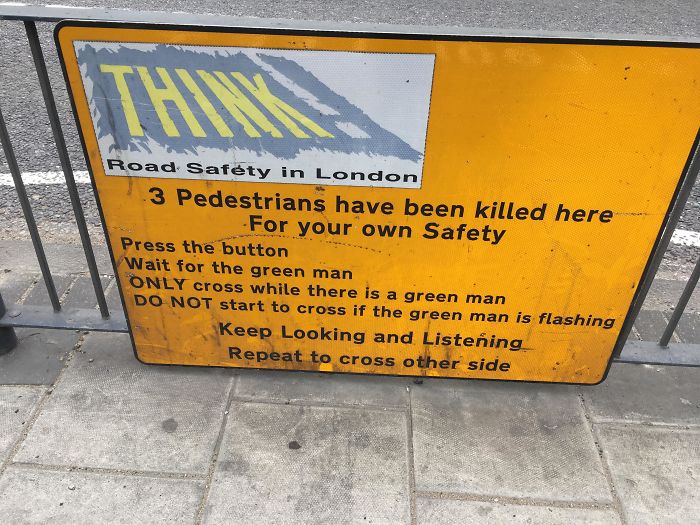 THINK!
Road Safety in London
3 Pedestrians have been killed here
For your own Safety
Press the button
Wait for the green man
ONLY cross while there is a green man
DO NOT start to cross if the green man is flashing
Keep Looking and Listening
Repeat to cross other side